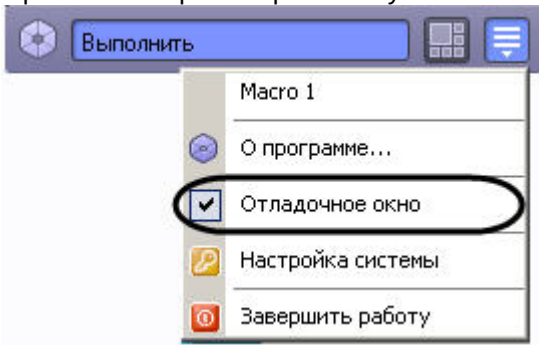 Выполнить
Macro 1
О программе...
Отладочное окно
Настройка системы
Завершить работу